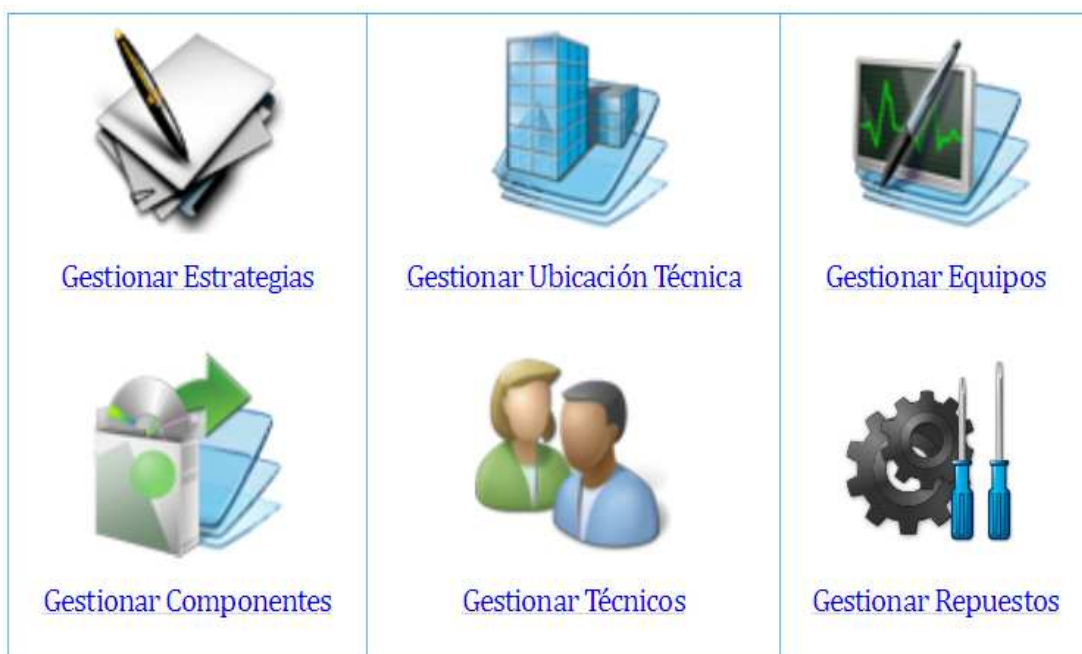 Gestionar Estrategias
Gestionar Ubicación Técnica
Gestionar Equipos
Gestionar Componentes
Gestionar Técnicos
Gestionar Repuestos